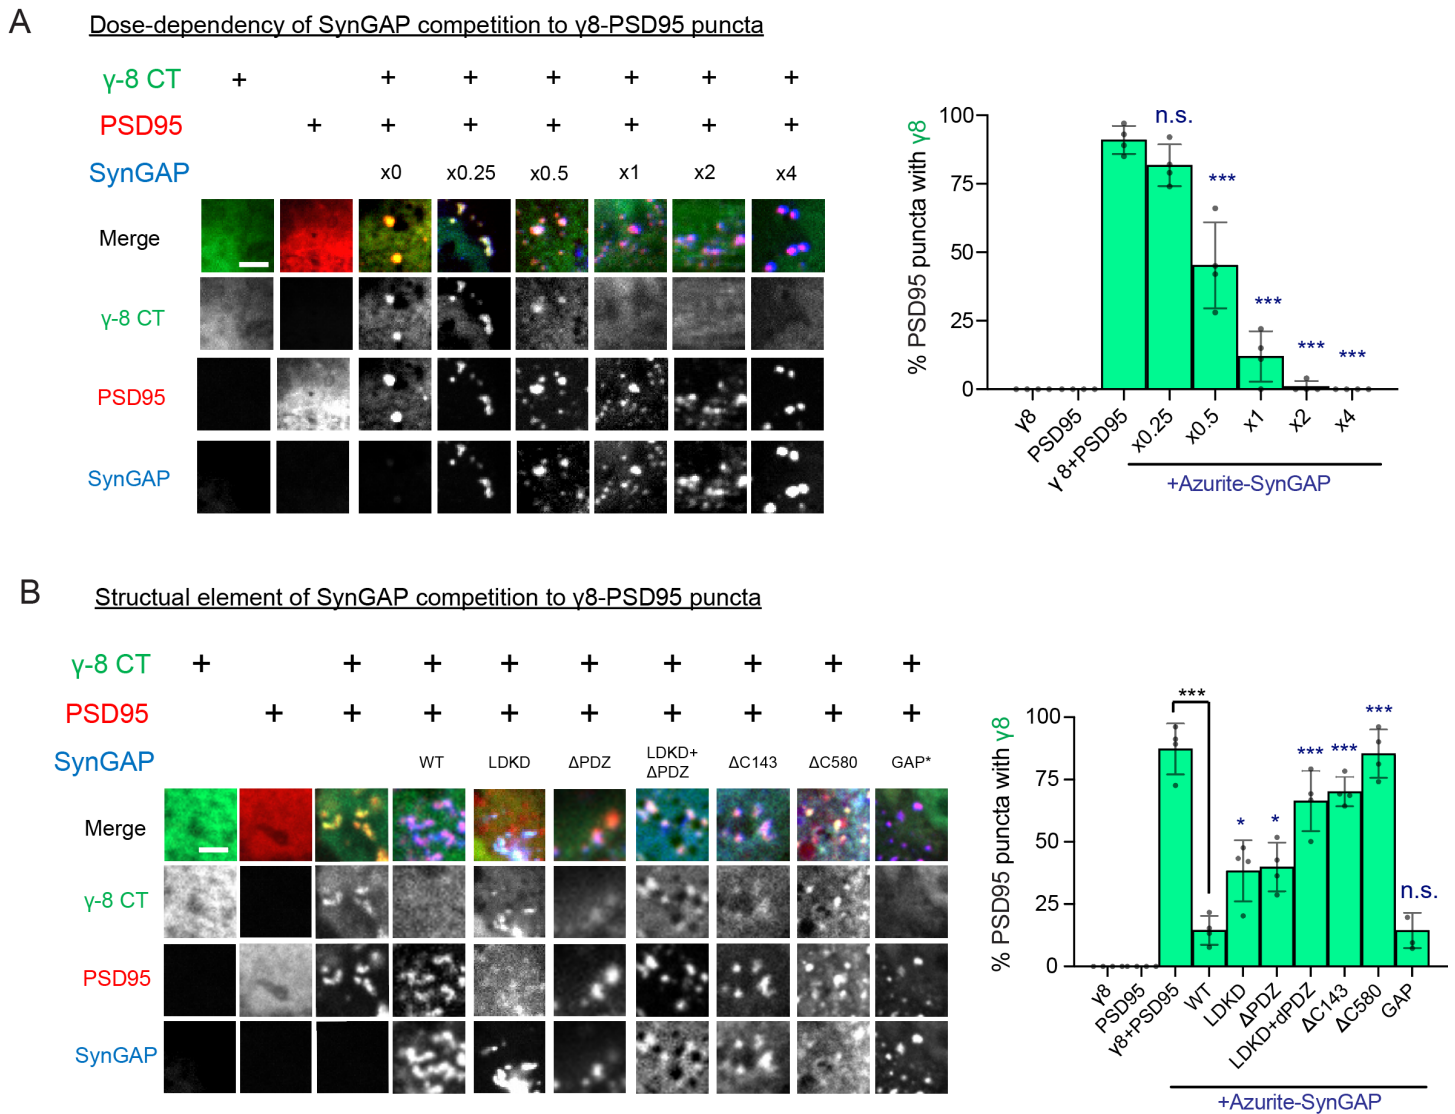 A
Dose-dependency of SynGAP competition to γ8-PSD95 puncta
γ-8 CT + + + + + + +
PSD95 + + + + + + +
SynGAP x0 x0.25 x0.5 x1 x2 x4
Merge
γ-8 CT
PSD95
SynGAP
% PSD95 puncta with γ8
100
75
50
25
0
n.s.
***
***
***
***
γ8
PSD95
γ8+PSD95
x0.25
x0.5
x1
x2
x4
+Azurite-SynGAP
B
Structual element of SynGAP competition to γ8-PSD95 puncta
γ-8 CT + + + + + + + + +
PSD95 + + + + + + + + +
SynGAP WT LDKD ΔPDZ LDKD+ ΔC143 ΔC580 GAP*
ΔPDZ
Merge
γ-8 CT
PSD95
SynGAP
% PSD95 puncta with γ8
100
75
50
25
0
***
*
*
***
***
***
n.s.
γ8
PSD95
γ8+PSD95
WT
LDKD
ΔPDZ
LDKD+dPDZ
ΔC143
ΔC580
GAP
+Azurite-SynGAP